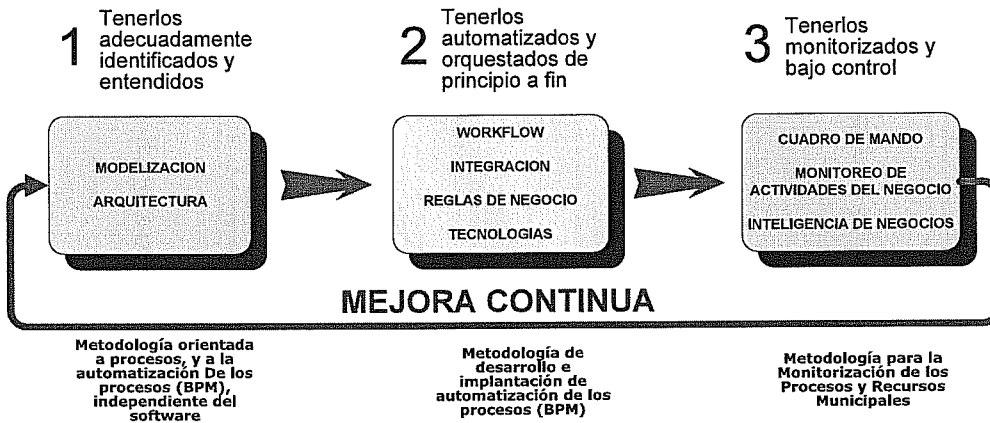 1
Tenerlos
adecuadamente
identificados y
entendidos
2
Tenerlos
automatizados y
orquestados de
principio a fin
3
Tenerlos
monitorizados y
bajo control
MODELIZACION
ARQUITECTURA
WORKFLOW
INTEGRACION
REGLAS DE NEGOCIO
TECNOLOGIAS
CUADRO DE MANDO
MONITOREO DE
ACTIVIDADES DEL NEGOCIO
INTELIGENCIA DE NEGOCIOS
MEJORA CONTINUA
Metodología orientada
a procesos, y a la
automatización De los
procesos (BPM),
independiente del
software
Metodología de
desarrollo e
implantación de
automatización de los
procesos (BPM)
Metodología para la
Monitorización de los
Procesos y Recursos
Municipales